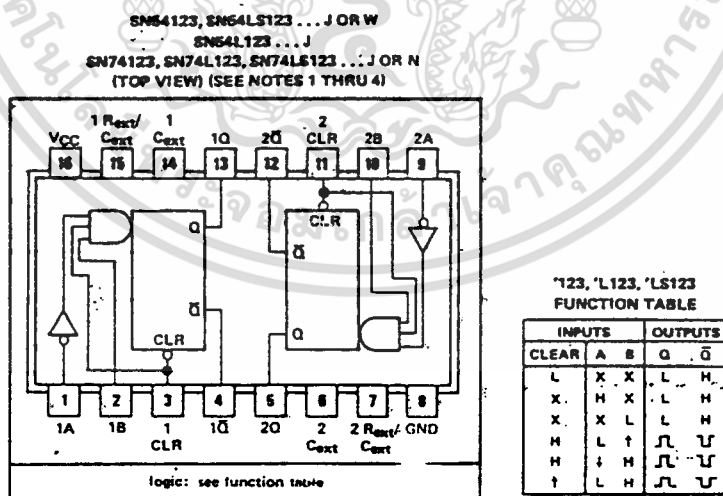 SN54123, SN54LS123 ... J OR W
SN54L123 ... J
SN74123, SN74L123, SN74LS123 ... J OR N
(TOP VIEW) (SEE NOTES 1 THRU 4)
VCC 1 Rext/ Cext 1 Cext 1Q 2Q̅ 2 CLR 2B 2A
16 15 14 13 12 11 10 9
Q CLR
Q̅
Q̅ Q
CLR
1 2 3 4 5 6 7 8
1A 1B 1 CLR 1Q̅ 2Q 2 Cext 2 Rext/ Cext GND
logic: see function table
'123, 'L123, 'LS123
FUNCTION TABLE
INPUTS OUTPUTS
CLEAR A B Q Q̅
L X X L H
X H X L H
X X L L H
H L ↑ ⎍ ⊔
H ↓ H ⎍ ⊔
↑ L H ⎍ ⊔